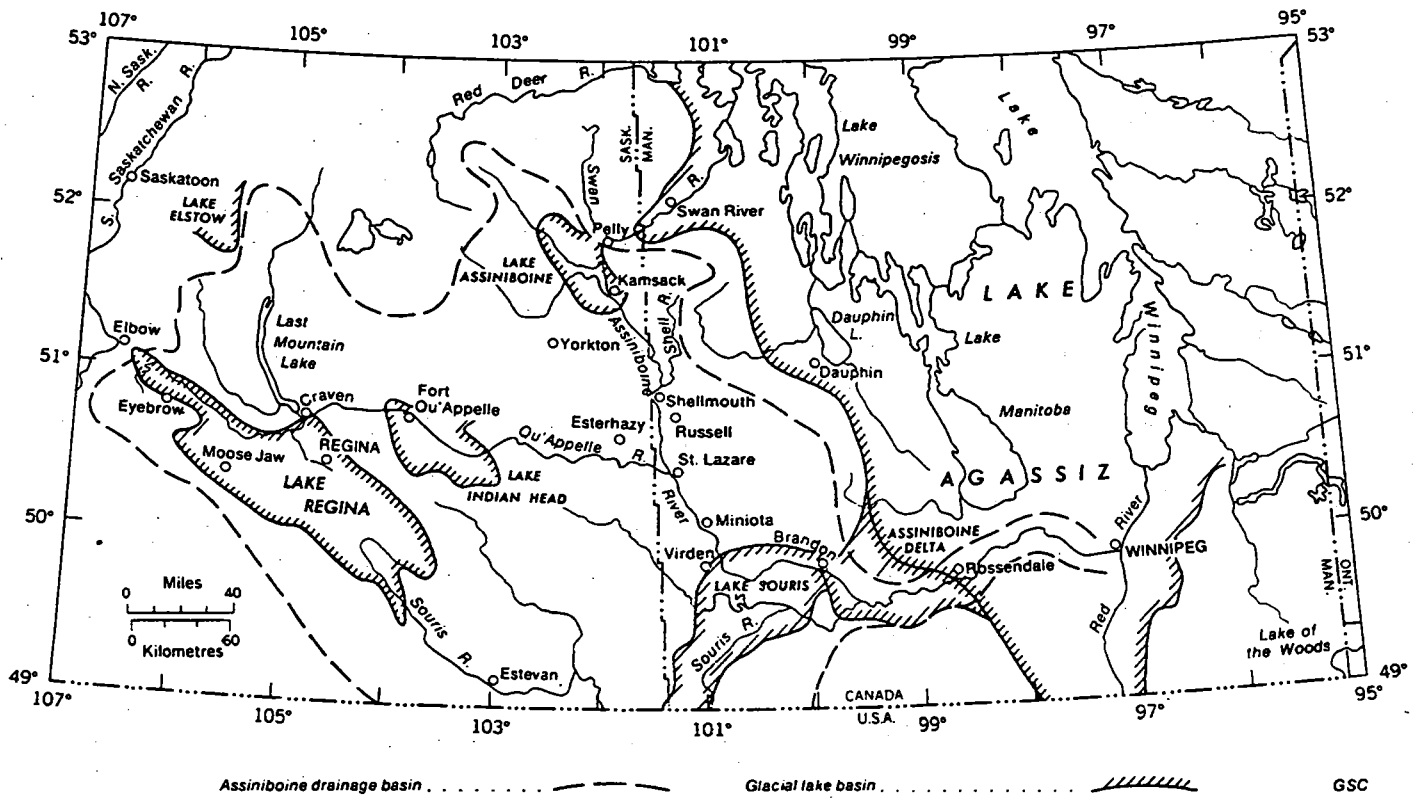 107°
105°
103°
101°
99°
97°
95°
53°
53°
N. Sask. R.
S. Saskatchewan R.
Red Deer R.
SASK.
MAN.
Swan R.
Lake Winnipegosis
Lake Winnipeg
Saskatoon
52°
52°
LAKE ELSTOW
Swan River
Pelly
LAKE ASSINIBOINE
Kamsack
LAKE AGASSIZ
Shell R.
Assiniboine River
Dauphin L.
Lake Manitoba
Elbow
Last Mountain Lake
Yorkton
51°
51°
Dauphin
Eyebrow
Craven
Fort Qu'Appelle
Shellmouth
Russell
Esterhazy
Qu'Appelle R.
REGINA
Moose Jaw
St. Lazare
LAKE REGINA
LAKE INDIAN HEAD
50°
50°
Miniota
Brandon
ASSINIBOINE DELTA
Virden
Rossendale
WINNIPEG
Red River
LAKE SOURIS
ONT.
MAN.
Miles
0 40
0 60
Kilometres
Souris R.
Souris R.
Lake of the Woods
Estevan
49°
49°
CANADA
U.S.A.
107°
105°
103°
101°
99°
97°
95°
Assiniboine drainage basin
Glacial lake basin
GSC